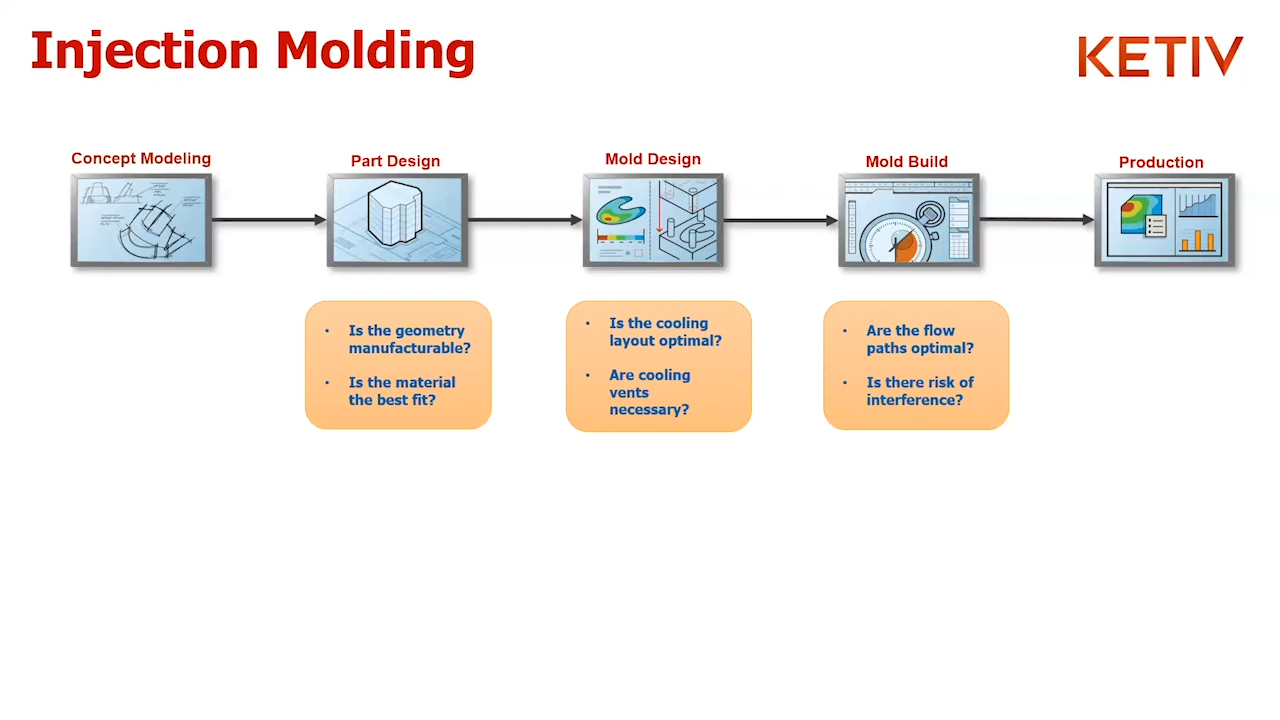 Injection Molding
KETIV
Concept Modeling
Part Design
Mold Design
Mold Build
Production
• Is the geometry
manufacturable?
• Is the material
the best fit?
• Is the cooling
layout optimal?
• Are cooling
vents
necessary?
• Are the flow
paths optimal?
• Is there risk of
interference?